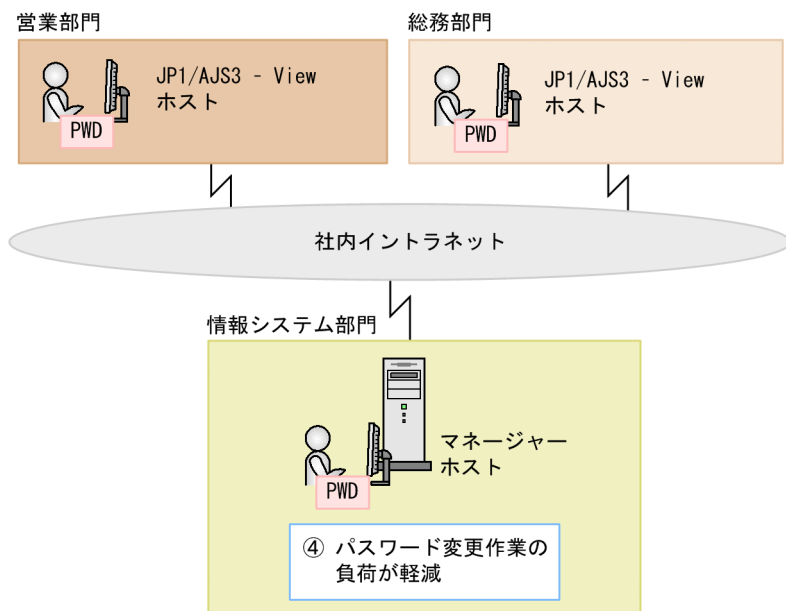 営業部門
総務部門
JP1/AJS3 - View
ホスト
PWD
JP1/AJS3 - View
ホスト
PWD
社内イントラネット
情報システム部門
マネージャー
ホスト
PWD
④ パスワード変更作業の
負荷が軽減